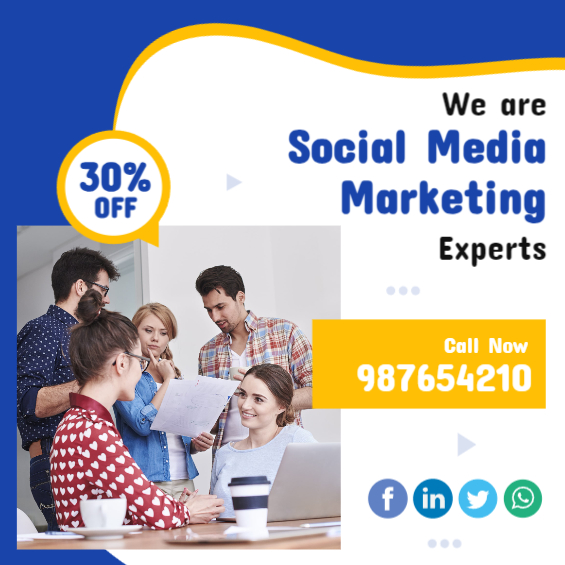 We are
Social Media
Marketing
Experts
30%
OFF
Call Now
987654210